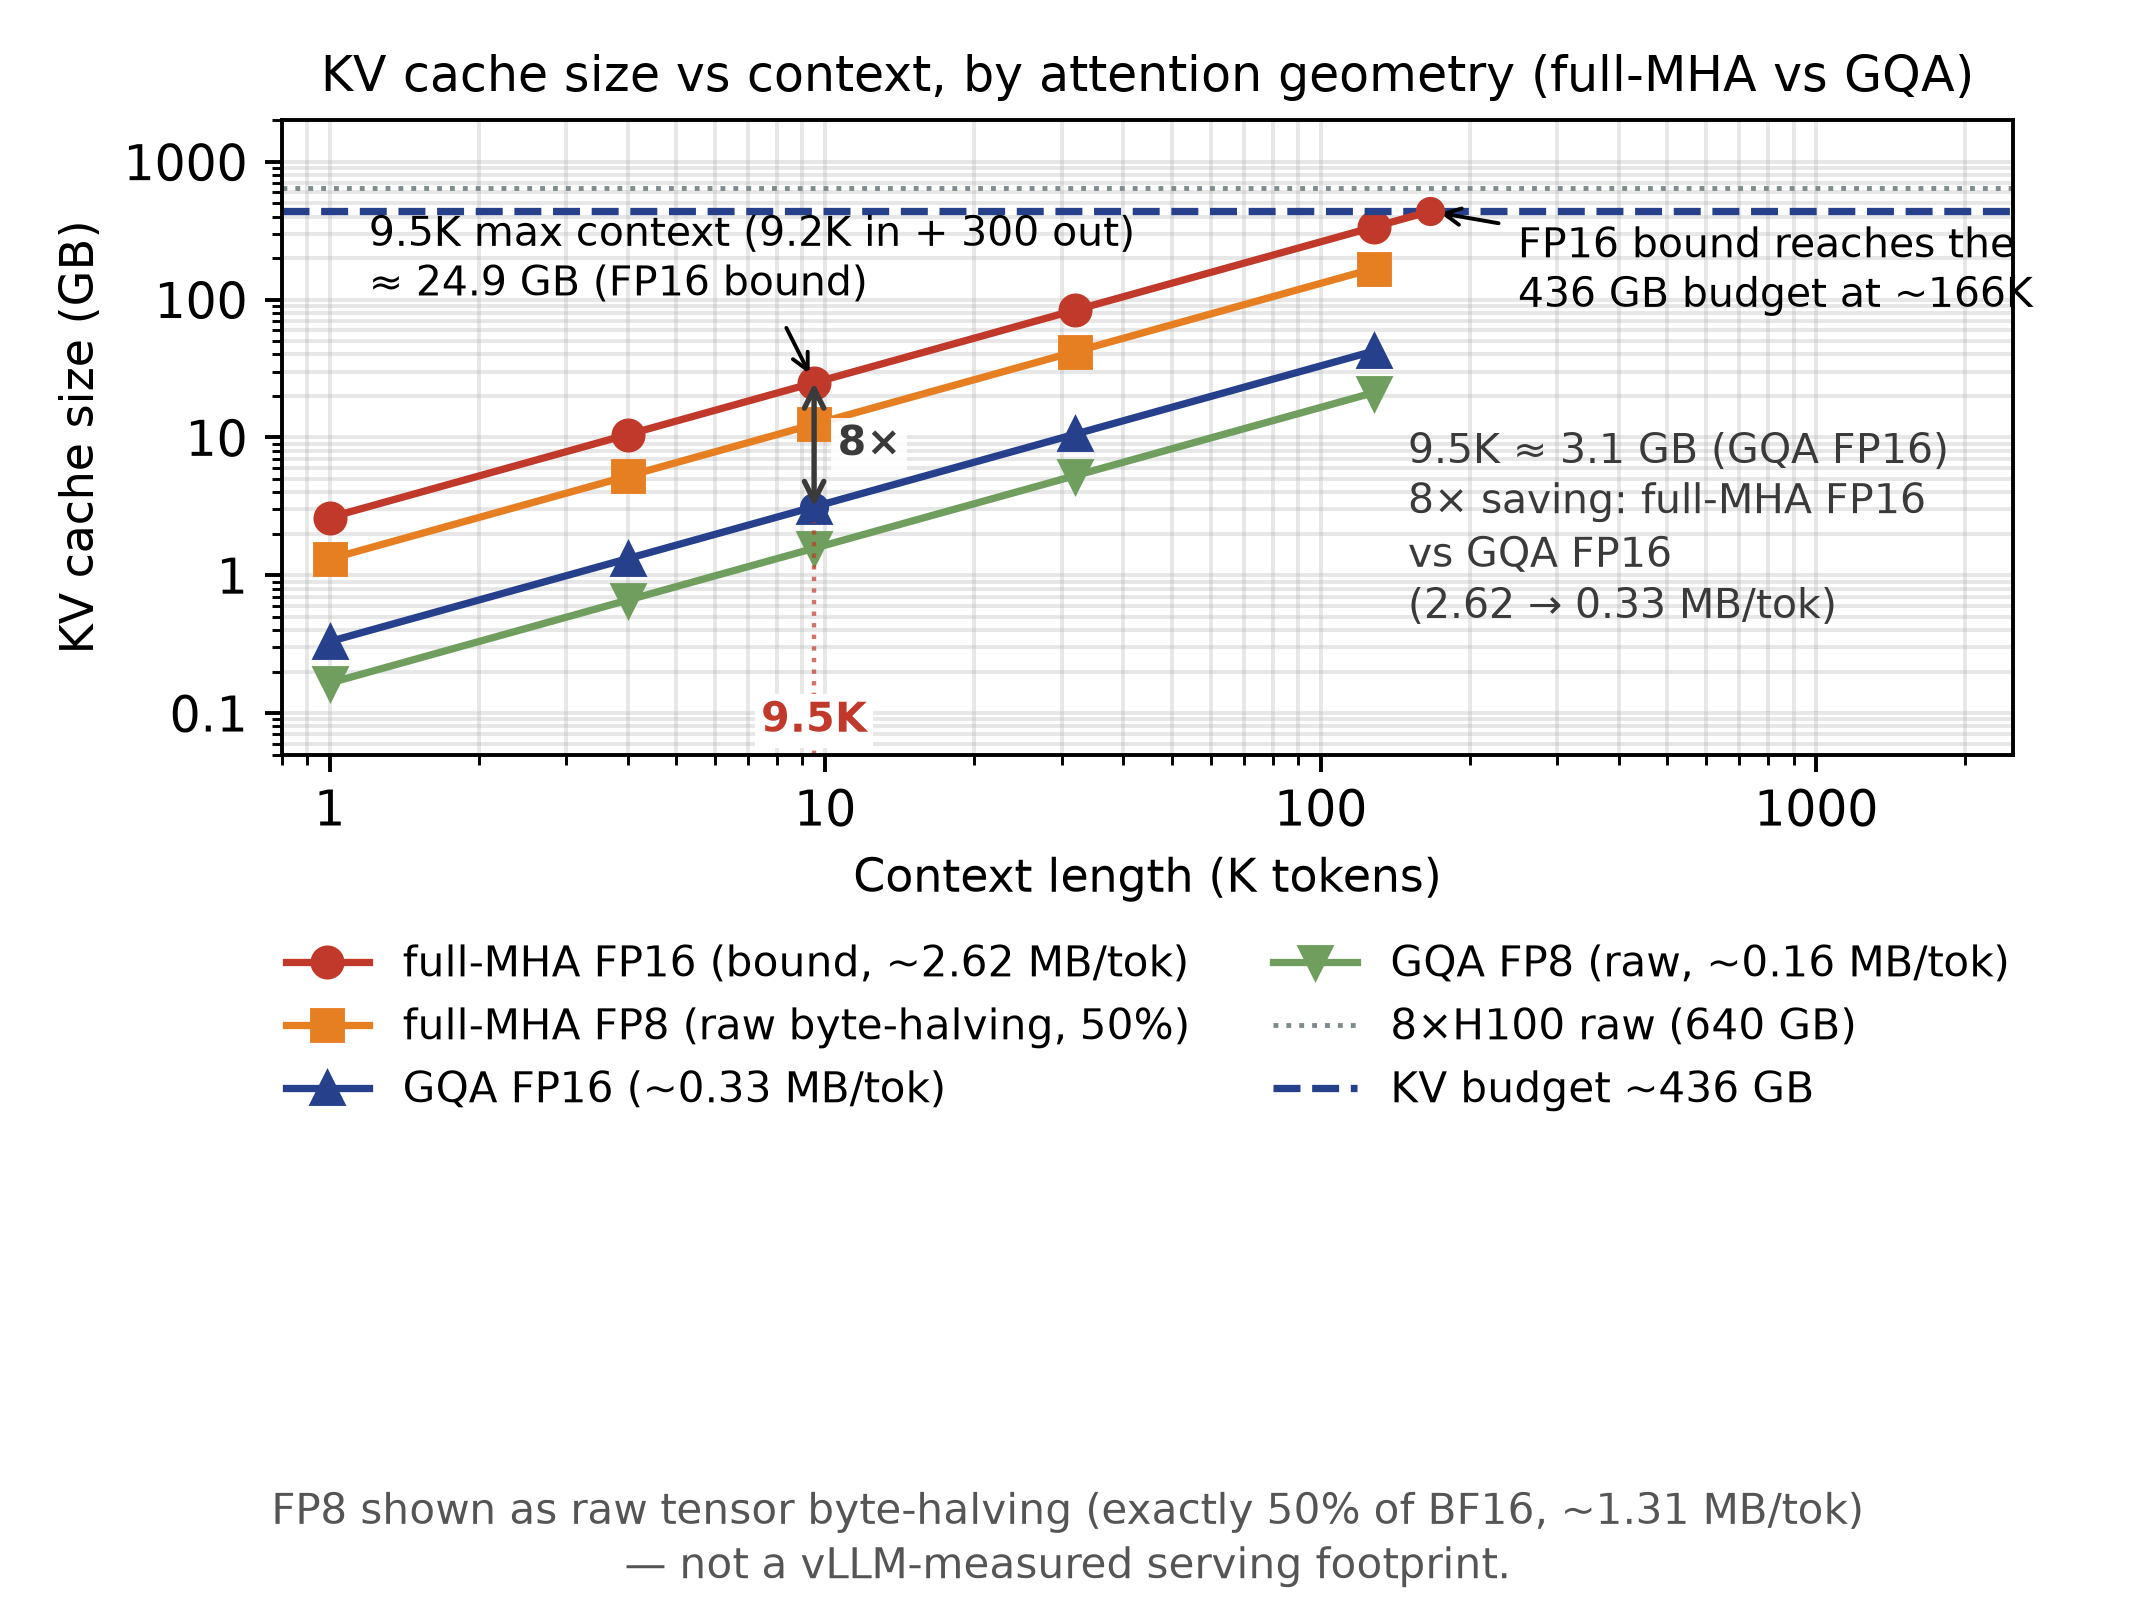 KV cache size vs context, by attention geometry (full-MHA vs GQA)
KV cache size (GB)
1000
100
10
1
0.1
9.5K max context (9.2K in + 300 out)
≈ 24.9 GB (FP16 bound)
FP16 bound reaches the
436 GB budget at ~166K
8×
9.5K ≈ 3.1 GB (GQA FP16)
8× saving: full-MHA FP16
vs GQA FP16
(2.62 → 0.33 MB/tok)
9.5K
1
10
100
1000
Context length (K tokens)
full-MHA FP16 (bound, ~2.62 MB/tok)
full-MHA FP8 (raw byte-halving, 50%)
GQA FP16 (~0.33 MB/tok)
GQA FP8 (raw, ~0.16 MB/tok)
8×H100 raw (640 GB)
KV budget ~436 GB
FP8 shown as raw tensor byte-halving (exactly 50% of BF16, ~1.31 MB/tok)
— not a vLLM-measured serving footprint.